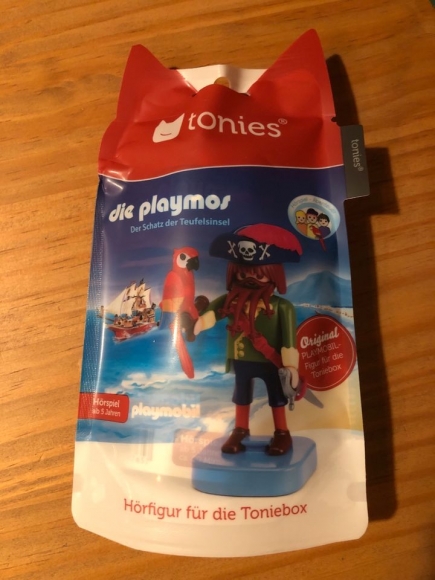 tonies®
tonies®
die playmos
Der Schatz der Teufelsinsel
Original
PLAYMOBIL-
Figur für die
Toniebox
Hörspiel
ab 5 Jahren
playmobil
Hörfigur für die Toniebox